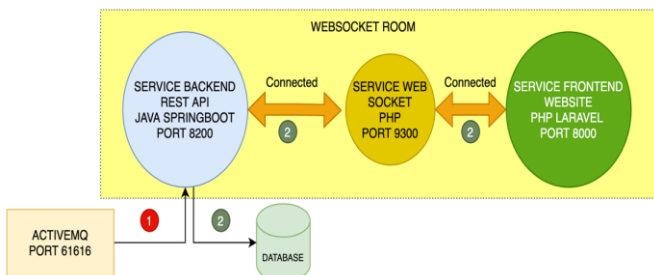 WEBSOCKET ROOM
SERVICE BACKEND
REST API
JAVA SPRINGBOOT
PORT 8200
Connected
2
SERVICE WEB
SOCKET
PHP
PORT 9300
Connected
2
SERVICE FRONTEND
WEBSITE
PHP LARAVEL
PORT 8000
ACTIVEMQ
PORT 61616
1
2
DATABASE